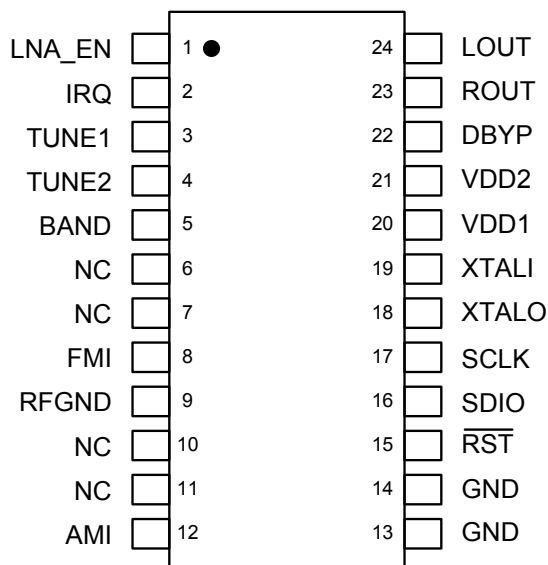 LNA_EN 1 24 LOUT
IRQ 2 23 ROUT
TUNE1 3 22 DBYP
TUNE2 4 21 VDD2
BAND 5 20 VDD1
NC 6 19 XTALI
NC 7 18 XTALO
FMI 8 17 SCLK
RFGND 9 16 SDIO
NC 10 15 RST
NC 11 14 GND
AMI 12 13 GND